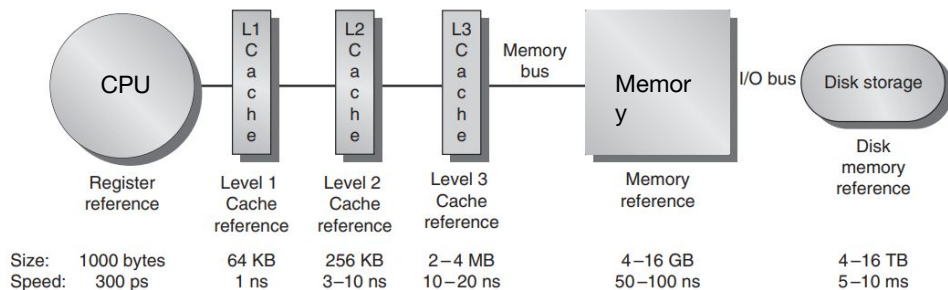 CPU
L1
C
a
c
h
e
L2
C
a
c
h
e
L3
C
a
c
h
e
Memory
bus
Memor
y
I/O bus
Disk storage
Register
reference
Level 1
Cache
reference
Level 2
Cache
reference
Level 3
Cache
reference
Memory
reference
Disk
memory
reference
Size: 1000 bytes 64 KB 256 KB 2–4 MB 4–16 GB 4–16 TB
Speed: 300 ps 1 ns 3–10 ns 10–20 ns 50–100 ns 5–10 ms